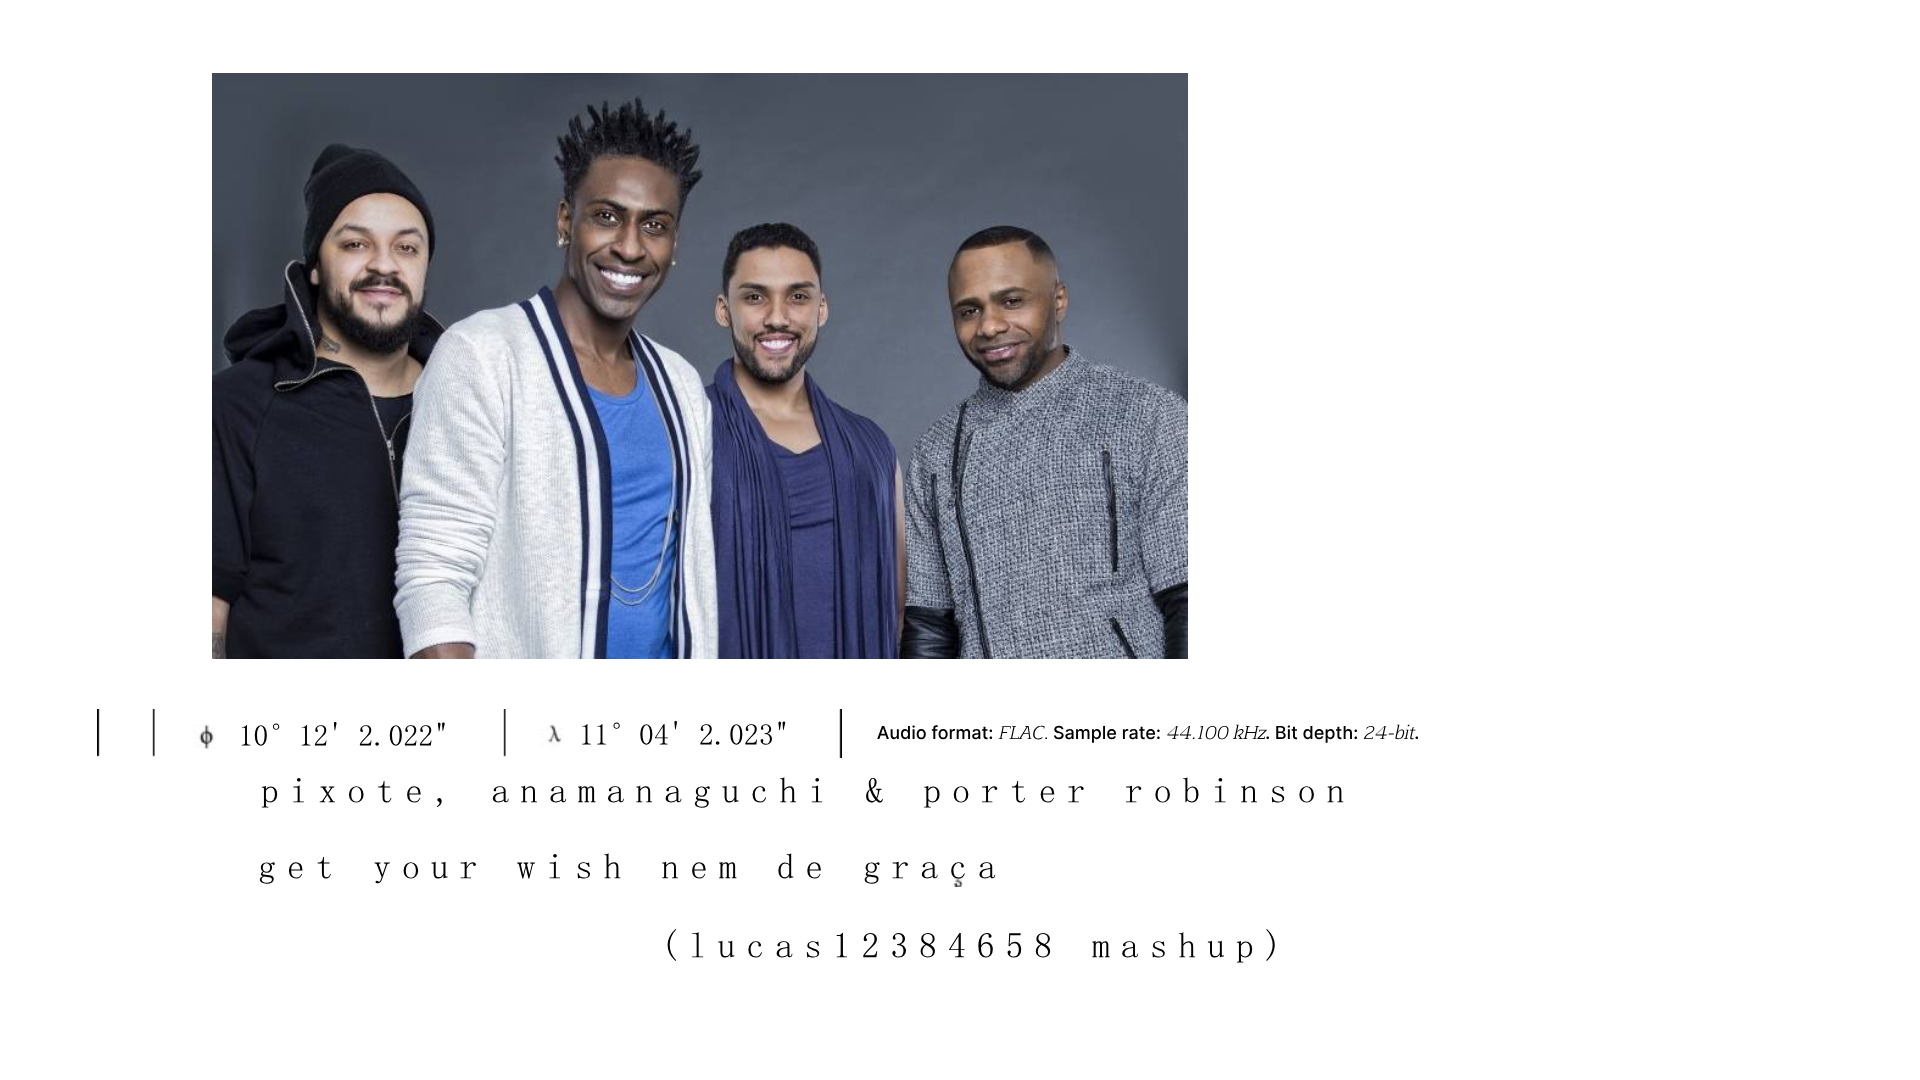 ϕ 10° 12' 2.022" λ 11° 04' 2.023" Audio format: FLAC. Sample rate: 44.100 kHz. Bit depth: 24-bit.
pixote, anamanaguchi & porter robinson
get your wish nem de graça
(lucas12384658 mashup)